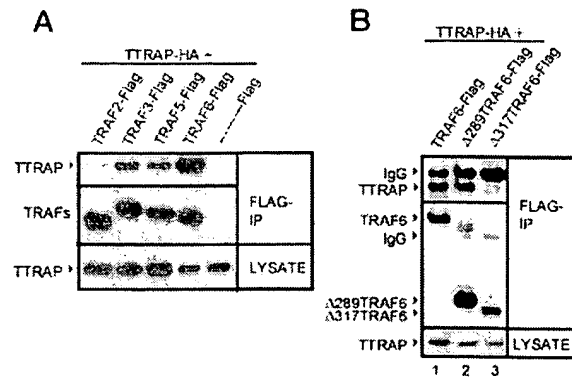 A
TTRAP-HA +
TRAF2-Flag
TRAF3-Flag
TRAF5-Flag
TRAF6-Flag
-------Flag
TTRAP
TRAFs
FLAG-
IP
TTRAP
LYSATE
B
TTRAP-HA +
TRAF6-Flag
Δ289TRAF6-Flag
Δ317TRAF6-Flag
IgG
TTRAP
TRAF6
IgG
FLAG-
IP
Δ289TRAF6
Δ317TRAF6
TTRAP
LYSATE
1 2 3